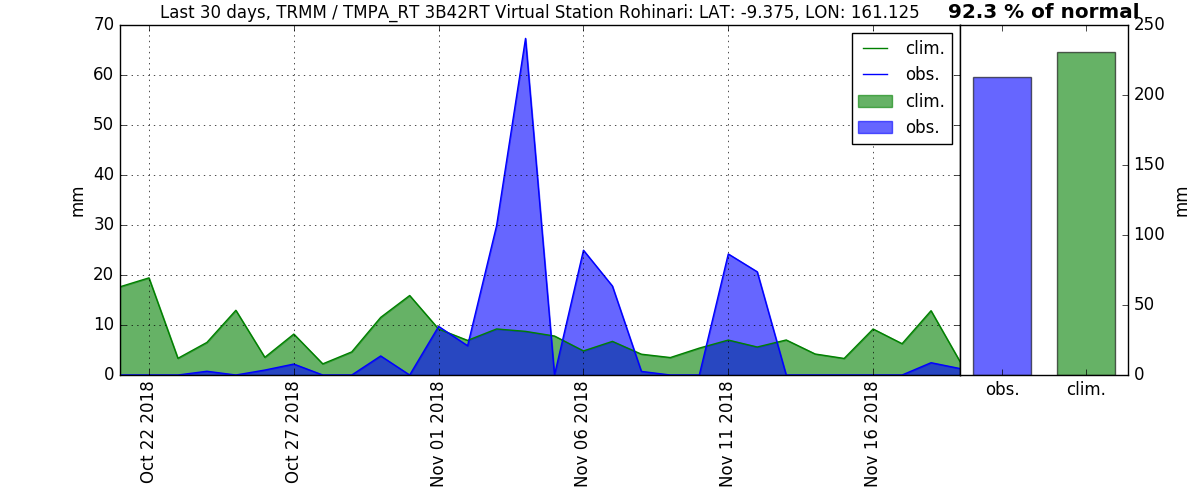 Last 30 days, TRMM / TMPA_RT 3B42RT Virtual Station Rohinari: LAT: -9.375, LON: 161.125
92.3 % of normal
70
60
50
40
30
20
10
0
mm
clim.
obs.
clim.
obs.
250
200
150
100
50
0
mm
obs.
clim.
Oct 22 2018
Oct 27 2018
Nov 01 2018
Nov 06 2018
Nov 11 2018
Nov 16 2018